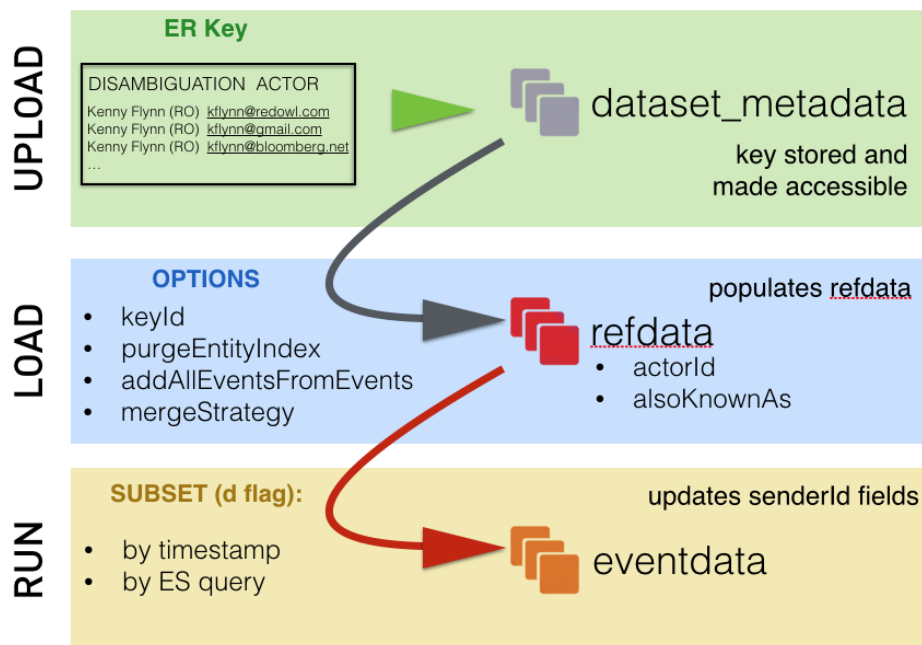 UPLOAD
ER Key
DISAMBIGUATION ACTOR
Kenny Flynn (RO) kflynn@redowl.com
Kenny Flynn (RO) kflynn@gmail.com
Kenny Flynn (RO) kflynn@bloomberg.net
...
dataset_metadata
key stored and
made accessible
LOAD
OPTIONS
• keyId
• purgeEntityIndex
• addAllEventsFromEvents
• mergeStrategy
populates refdata
refdata
• actorId
• alsoKnownAs
RUN
SUBSET (d flag):
• by timestamp
• by ES query
updates senderId fields
eventdata